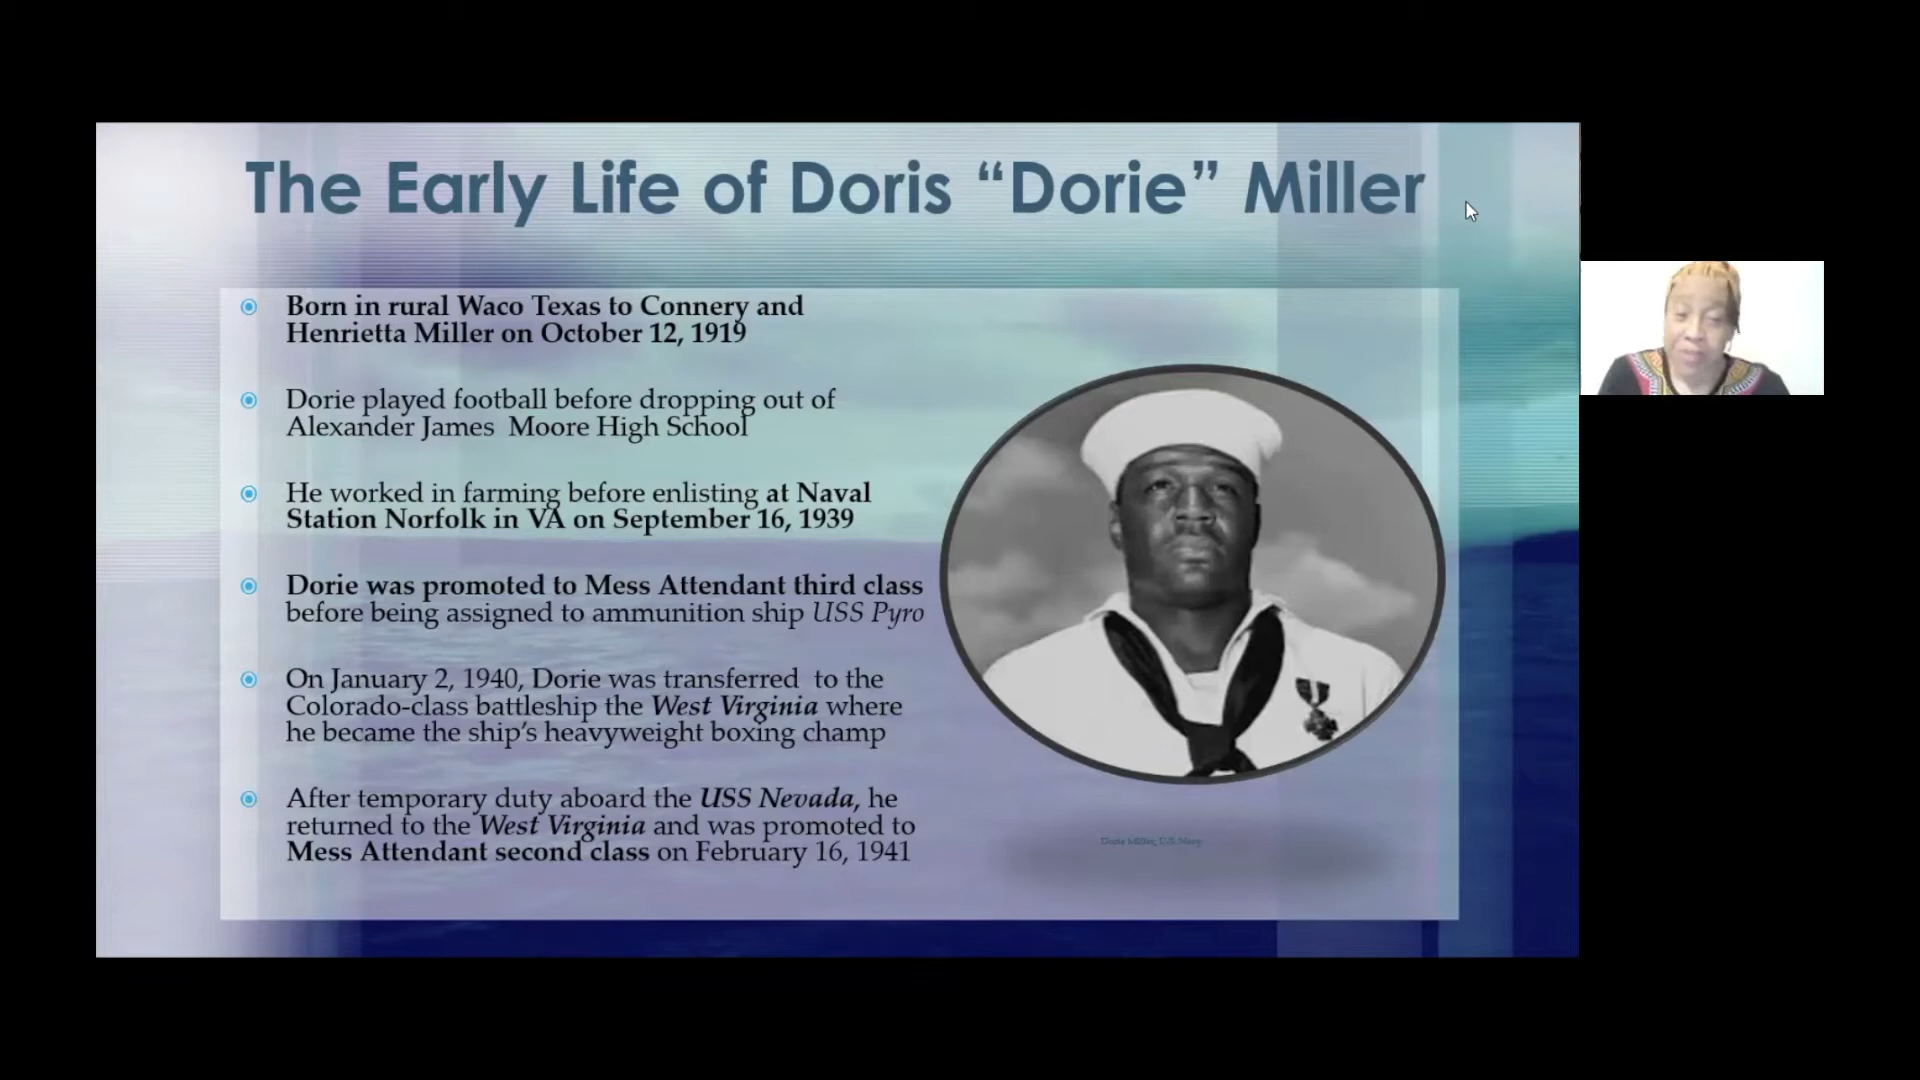 The Early Life of Doris “Dorie” Miller
Born in rural Waco Texas to Connery and
Henrietta Miller on October 12, 1919
Dorie played football before dropping out of
Alexander James  Moore High School
He worked in farming before enlisting at Naval
Station Norfolk in VA on September 16, 1939
Dorie was promoted to Mess Attendant third class
before being assigned to ammunition ship USS Pyro
On January 2, 1940, Dorie was transferred  to the
Colorado-class battleship the West Virginia where
he became the ship’s heavyweight boxing champ
After temporary duty aboard the USS Nevada, he
returned to the West Virginia and was promoted to
Mess Attendant second class on February 16, 1941
Dorie Miller, U.S. Navy